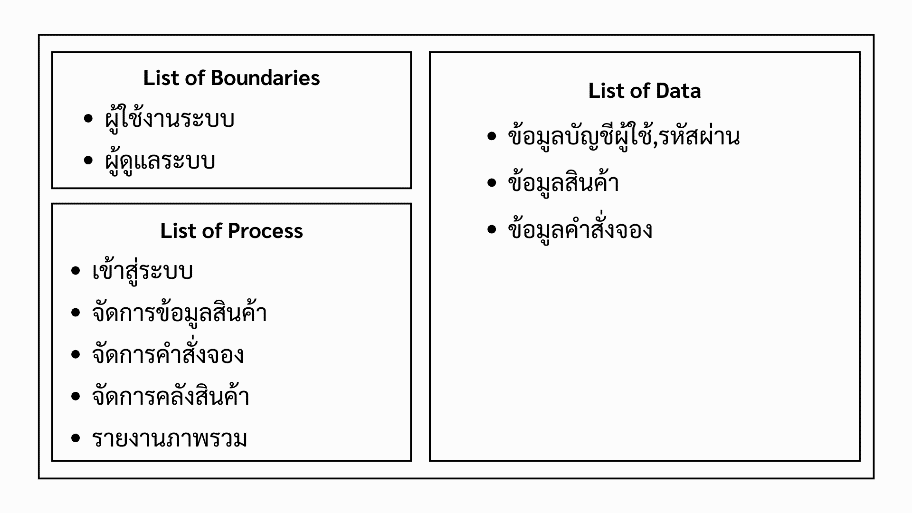 List of Boundaries
• ผู้ใช้งานระบบ
• ผู้ดูแลระบบ
List of Process
• เข้าสู่ระบบ
• จัดการข้อมูลสินค้า
• จัดการคำสั่งจอง
• จัดการคลังสินค้า
• รายงานภาพรวม
List of Data
• ข้อมูลบัญชีผู้ใช้,รหัสผ่าน
• ข้อมูลสินค้า
• ข้อมูลคำสั่งจอง